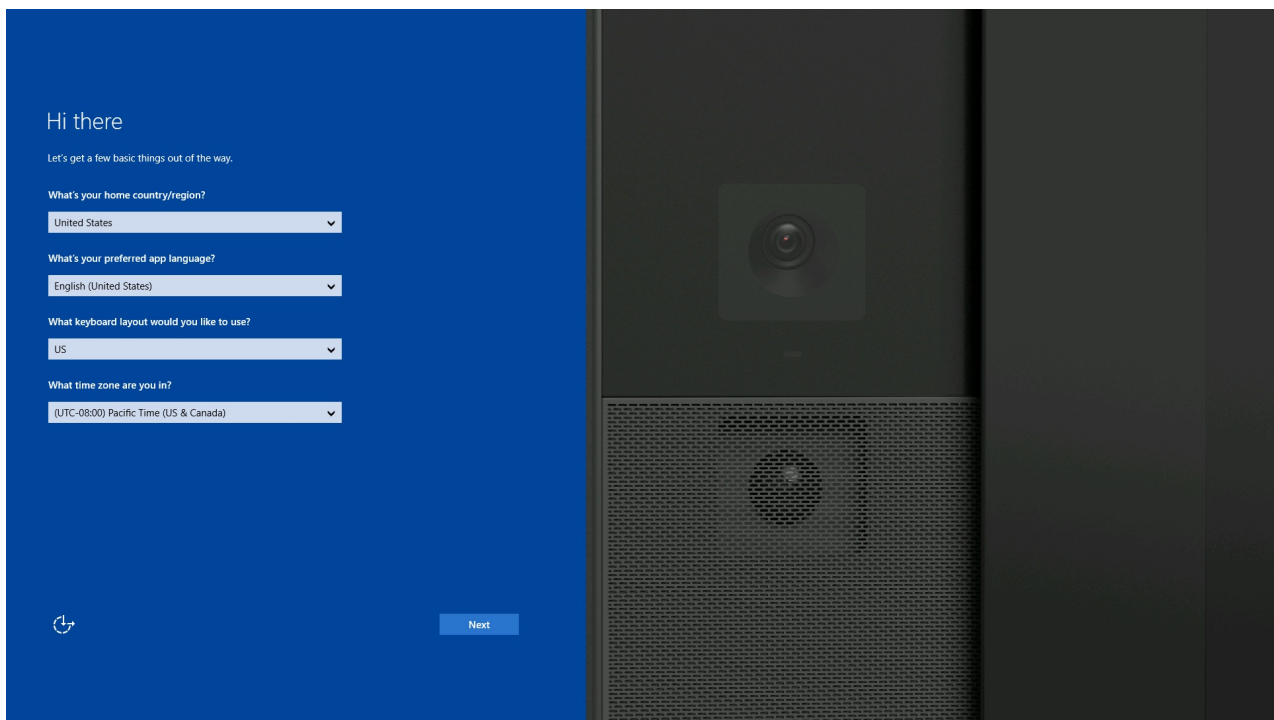 Hi there
Let's get a few basic things out of the way.
What's your home country/region?
United States
What's your preferred app language?
English (United States)
What keyboard layout would you like to use?
US
What time zone are you in?
(UTC-08:00) Pacific Time (US & Canada)
Next